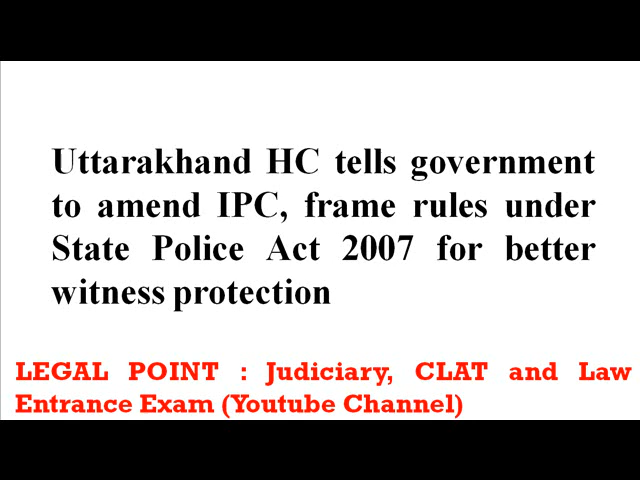 Uttarakhand HC tells government
to amend IPC, frame rules under
State Police Act 2007 for better
witness protection
LEGAL POINT : Judiciary, CLAT and Law
Entrance Exam (Youtube Channel)